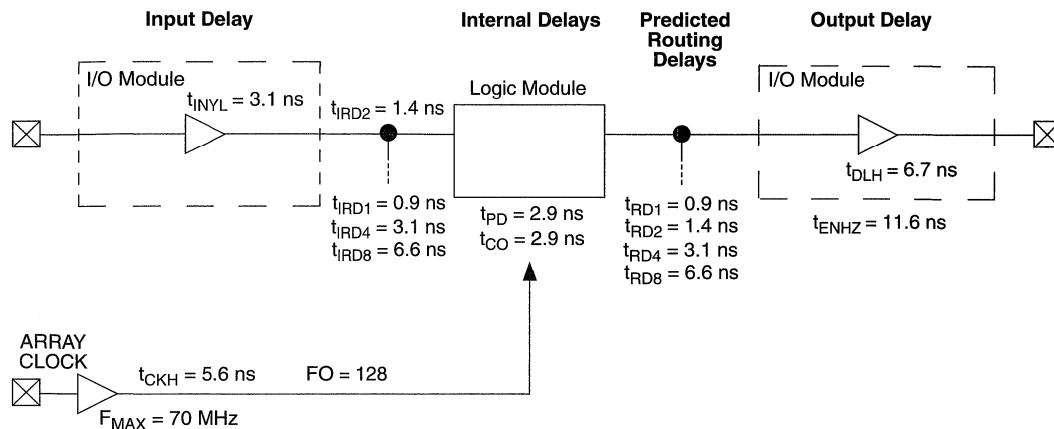 Input Delay
Internal Delays
Predicted
Routing
Delays
Output Delay
I/O Module
t_INYL = 3.1 ns
t_IRD2 = 1.4 ns
Logic Module
I/O Module
t_DLH = 6.7 ns
t_IRD1 = 0.9 ns
t_IRD4 = 3.1 ns
t_IRD8 = 6.6 ns
t_PD = 2.9 ns
t_CO = 2.9 ns
t_RD1 = 0.9 ns
t_RD2 = 1.4 ns
t_RD4 = 3.1 ns
t_RD8 = 6.6 ns
t_ENHZ = 11.6 ns
ARRAY
CLOCK
t_CKH = 5.6 ns
FO = 128
F_MAX = 70 MHz